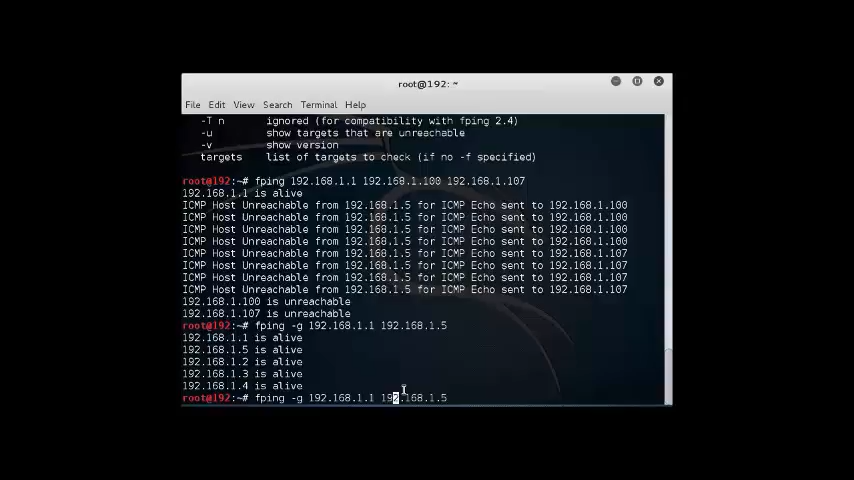 root@192: ~
File Edit View Search Terminal Help
-T n ignored (for compatibility with fping 2.4)
-u show targets that are unreachable
-v show version
targets list of targets to check (if no -f specified)
root@192:~# fping 192.168.1.1 192.168.1.100 192.168.1.107
192.168.1.1 is alive
ICMP Host Unreachable from 192.168.1.5 for ICMP Echo sent to 192.168.1.100
ICMP Host Unreachable from 192.168.1.5 for ICMP Echo sent to 192.168.1.100
ICMP Host Unreachable from 192.168.1.5 for ICMP Echo sent to 192.168.1.100
ICMP Host Unreachable from 192.168.1.5 for ICMP Echo sent to 192.168.1.100
ICMP Host Unreachable from 192.168.1.5 for ICMP Echo sent to 192.168.1.107
ICMP Host Unreachable from 192.168.1.5 for ICMP Echo sent to 192.168.1.107
ICMP Host Unreachable from 192.168.1.5 for ICMP Echo sent to 192.168.1.107
ICMP Host Unreachable from 192.168.1.5 for ICMP Echo sent to 192.168.1.107
192.168.1.100 is unreachable
192.168.1.107 is unreachable
root@192:~# fping -g 192.168.1.1 192.168.1.5
192.168.1.1 is alive
192.168.1.5 is alive
192.168.1.2 is alive
192.168.1.3 is alive
192.168.1.4 is alive
root@192:~# fping -g 192.168.1.1 192.168.1.5